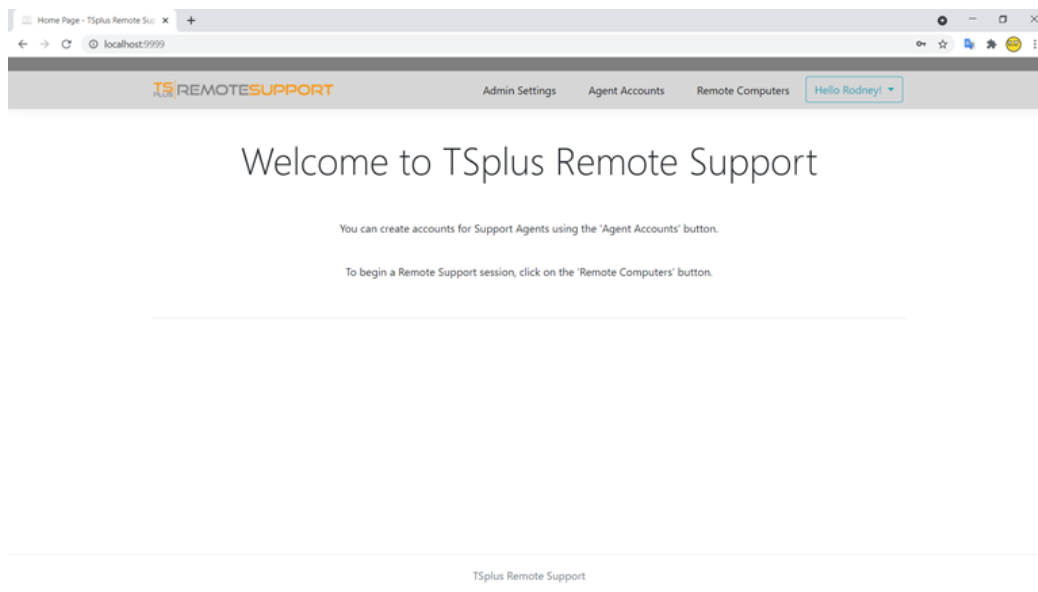 Home Page - TSplus Remote Sup
localhost:9999
TS PLUS REMOTESUPPORT
Admin Settings
Agent Accounts
Remote Computers
Hello Rodney!
Welcome to TSplus Remote Support
You can create accounts for Support Agents using the 'Agent Accounts' button.
To begin a Remote Support session, click on the 'Remote Computers' button.
TSplus Remote Support